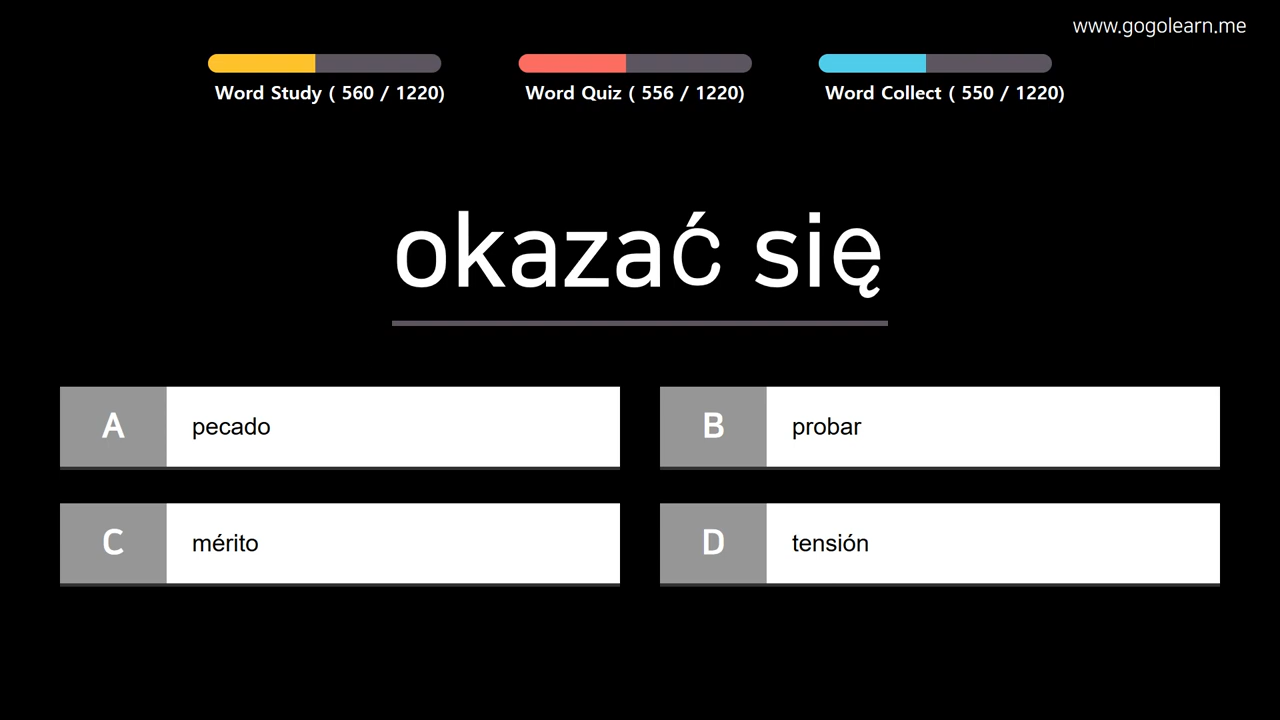 www.gogolearn.me
Word Study ( 560 / 1220)
Word Quiz ( 556 / 1220)
Word Collect ( 550 / 1220)
okazać się
A pecado
B probar
C mérito
D tensión